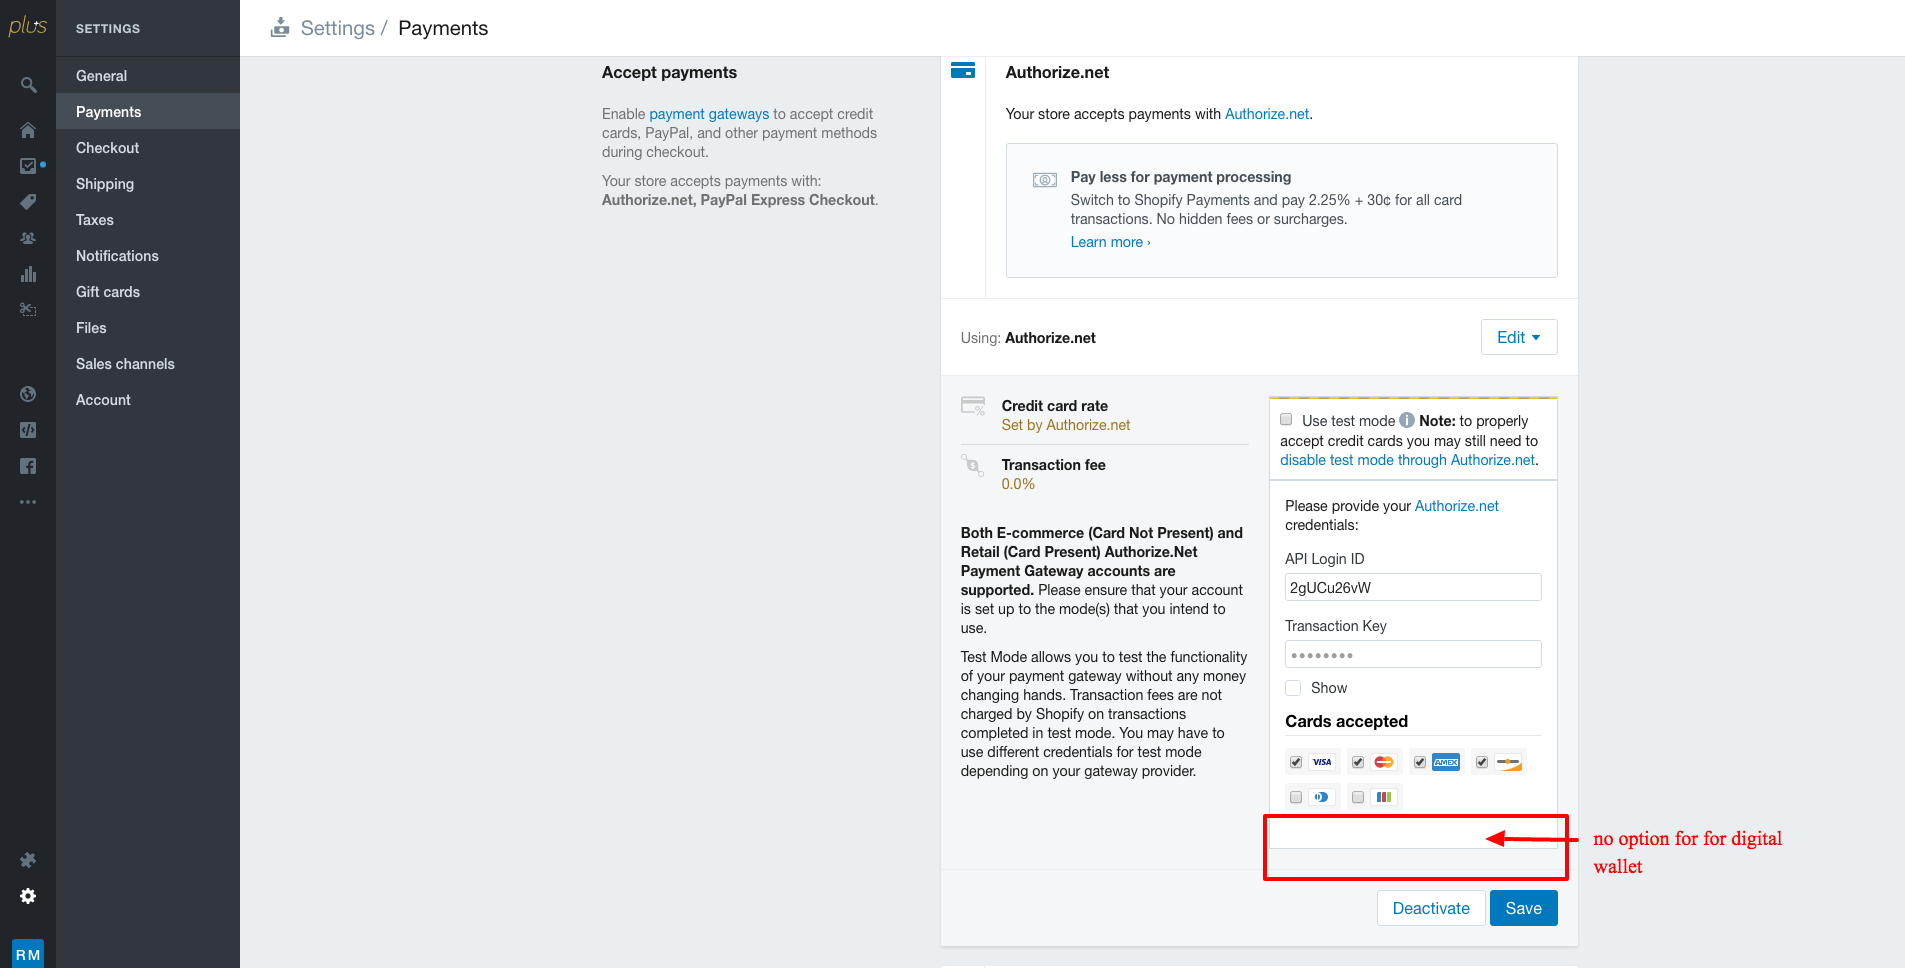 plus
SETTINGS
Settings / Payments
General
Payments
Checkout
Shipping
Taxes
Notifications
Gift cards
Files
Sales channels
Account
RM
Accept payments
Enable payment gateways to accept credit
cards, PayPal, and other payment methods
during checkout.
Your store accepts payments with:
Authorize.net, PayPal Express Checkout.
Authorize.net
Your store accepts payments with Authorize.net.
Pay less for payment processing
Switch to Shopify Payments and pay 2.25% + 30¢ for all card
transactions. No hidden fees or surcharges.
Learn more ›
Using: Authorize.net
Edit
Credit card rate
Set by Authorize.net
Transaction fee
0.0%
Both E-commerce (Card Not Present) and
Retail (Card Present) Authorize.Net
Payment Gateway accounts are
supported. Please ensure that your account
is set up to the mode(s) that you intend to
use.
Test Mode allows you to test the functionality
of your payment gateway without any money
changing hands. Transaction fees are not
charged by Shopify on transactions
completed in test mode. You may have to
use different credentials for test mode
depending on your gateway provider.
Use test mode Note: to properly
accept credit cards you may still need to
disable test mode through Authorize.net.
Please provide your Authorize.net
credentials:
API Login ID
2gUCu26vW
Transaction Key
••••••••
Show
Cards accepted
VISA
AMEX
no option for for digital
wallet
Deactivate
Save